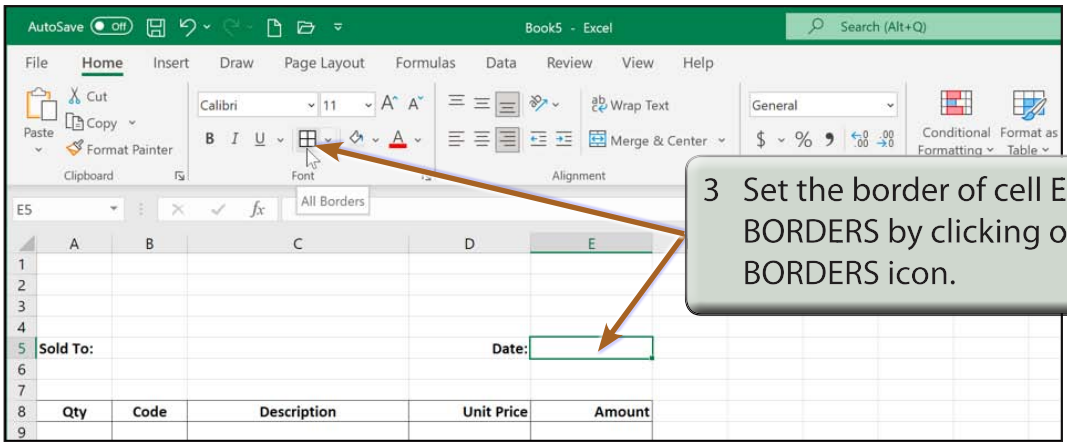 AutoSave Off Book5 - Excel Search (Alt+Q)
File Home Insert Draw Page Layout Formulas Data Review View Help
Paste Cut Copy Format Painter
Calibri 11 A^ A˅
B I U A
Wrap Text
Merge & Center
General
$ % 9 .00 .00 .0
Conditional Formatting
Format as Table
Clipboard Font Alignment
All Borders
E5 fx
A B C D E
1
2
3
4
5 Sold To: Date:
6
7
8 Qty Code Description Unit Price Amount
9
3 Set the border of cell E
BORDERS by clicking o
BORDERS icon.